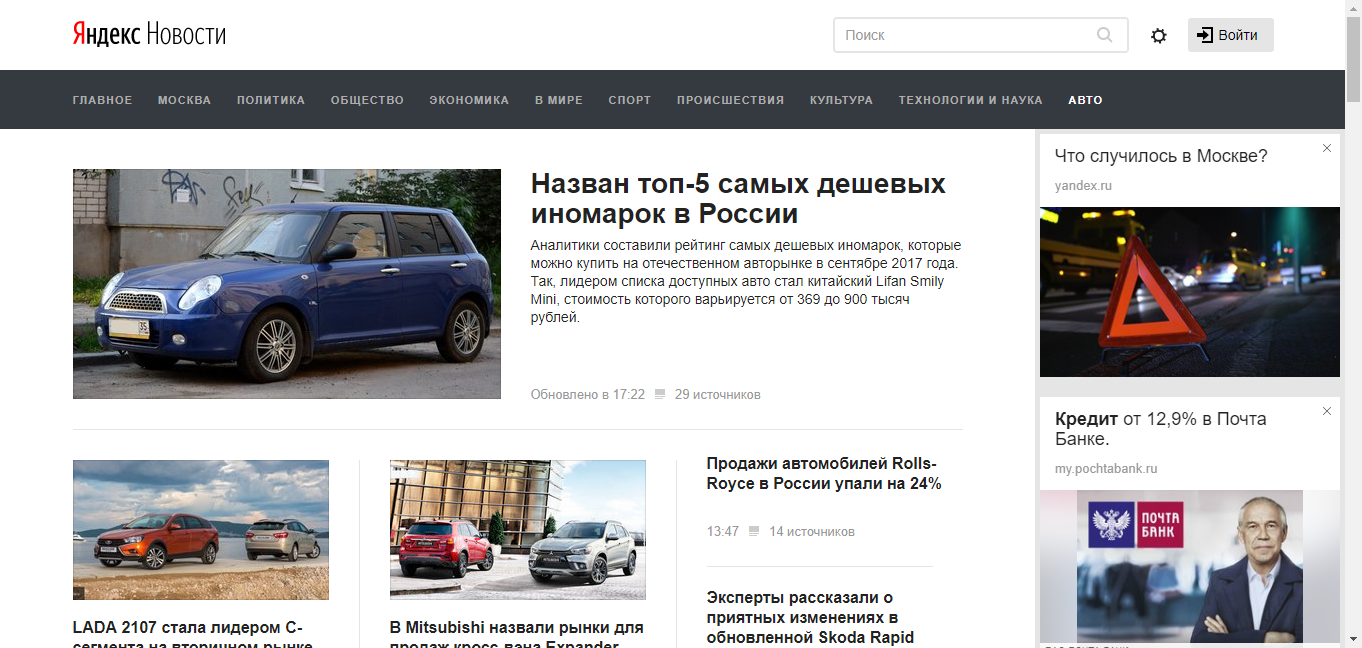 Яндекс Новости
Поиск
Войти
ГЛАВНОЕ МОСКВА ПОЛИТИКА ОБЩЕСТВО ЭКОНОМИКА В МИРЕ СПОРТ ПРОИСШЕСТВИЯ КУЛЬТУРА ТЕХНОЛОГИИ И НАУКА АВТО
Назван топ-5 самых дешевых
иномарок в России
Аналитики составили рейтинг самых дешевых иномарок, которые
можно купить на отечественном авторынке в сентябре 2017 года.
Так, лидером списка доступных авто стал китайский Lifan Smily
Mini, стоимость которого варьируется от 369 до 900 тысяч
рублей.
Обновлено в 17:22 29 источников
LADA 2107 стала лидером С-
сегмента на вторичном рынке
В Mitsubishi назвали рынки для
продаж кросс-вэна Expander
Продажи автомобилей Rolls-
Royce в России упали на 24%
13:47 14 источников
Эксперты рассказали о
приятных изменениях в
обновленной Skoda Rapid
Что случилось в Москве?
yandex.ru
Кредит от 12,9% в Почта
Банке.
my.pochtabank.ru
ПОЧТА
БАНК